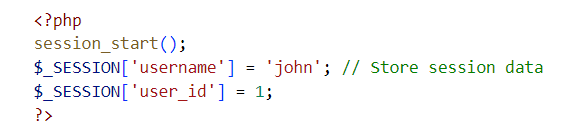 <?php
session_start();
$_SESSION['username'] = 'john'; // Store session data
$_SESSION['user_id'] = 1;
?>